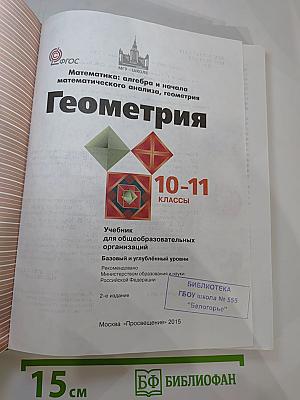 ФГОС
МГУ - ШКОЛЕ
Математика: алгебра и начала
математического анализа, геометрия
Геометрия
10-11
КЛАССЫ
Учебник
для общеобразовательных
организаций
Базовый и углублённый уровни
Рекомендовано
Министерством образования и науки
Российской Федерации
2-е издание
БИБЛИОТЕКА
ГБОУ школа № 555
"Белогорье"
Москва «Просвещение» 2015
15 см
БФ БИБЛИОФАН